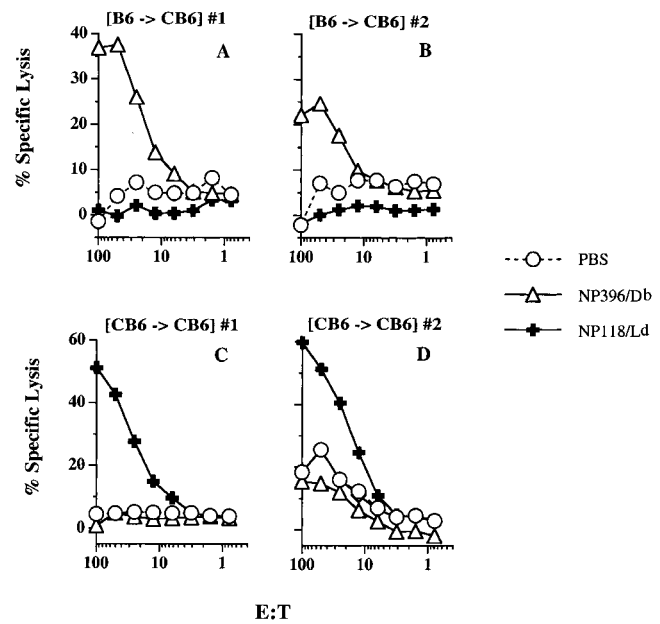 [B6 -> CB6] #1
[B6 -> CB6] #2
A
B
% Specific Lysis
40
30
20
10
0
100
10
1
100
10
1
PBS
NP396/Db
NP118/Ld
[CB6 -> CB6] #1
[CB6 -> CB6] #2
C
D
% Specific Lysis
60
40
20
0
100
10
1
100
10
1
E:T